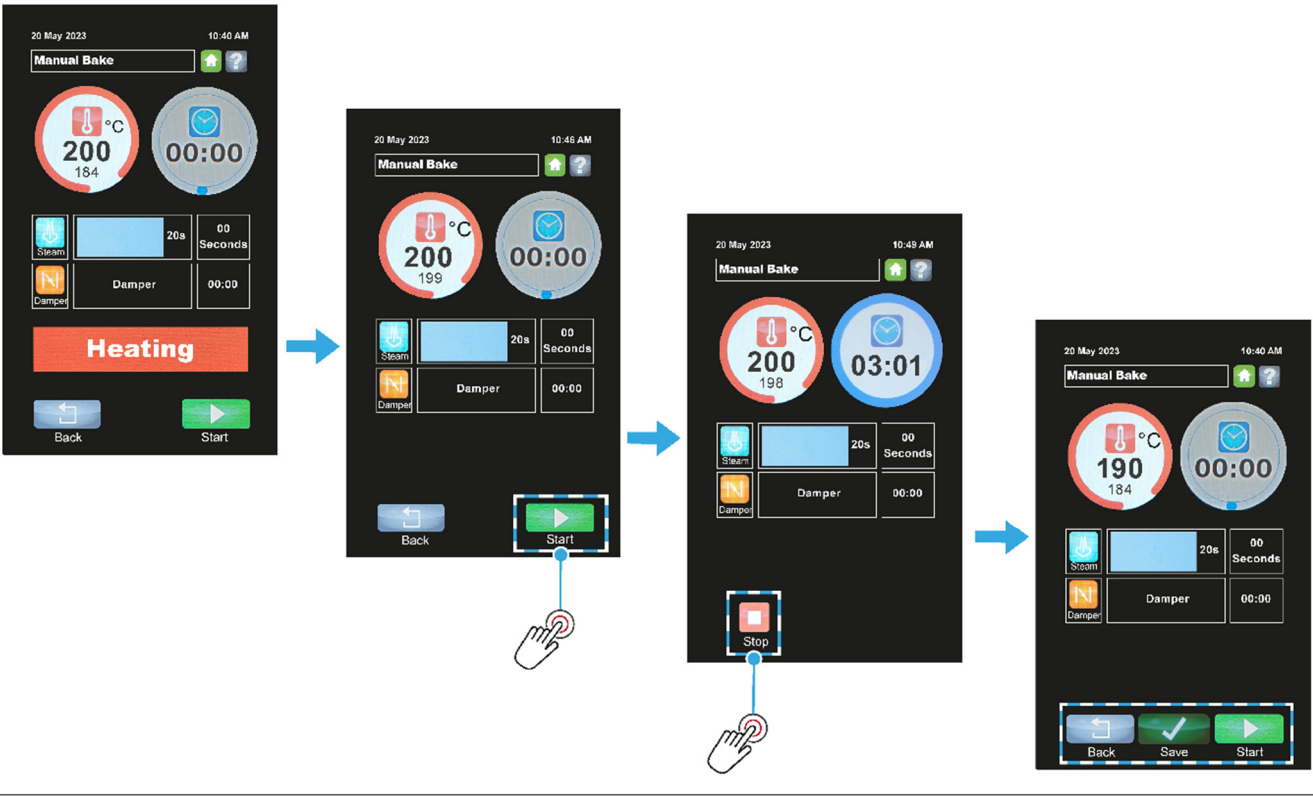 20 May 2023 10:40 AM
Manual Bake ?
°C
200 00:00
184
20s 00
Seconds
Steam
Damper 00:00
Damper
Heating
Back Start
20 May 2023 10:46 AM
Manual Bake ?
°C
200 00:00
199
20s 00
Seconds
Steam
Damper 00:00
Damper
Back Start
20 May 2023 10:49 AM
Manual Bake ?
°C
200 03:01
198
20s 00
Seconds
Steam
Damper 00:00
Damper
Stop
20 May 2023 10:40 AM
Manual Bake ?
°C
190 00:00
184
20s 00
Seconds
Steam
Damper 00:00
Damper
Back Save Start